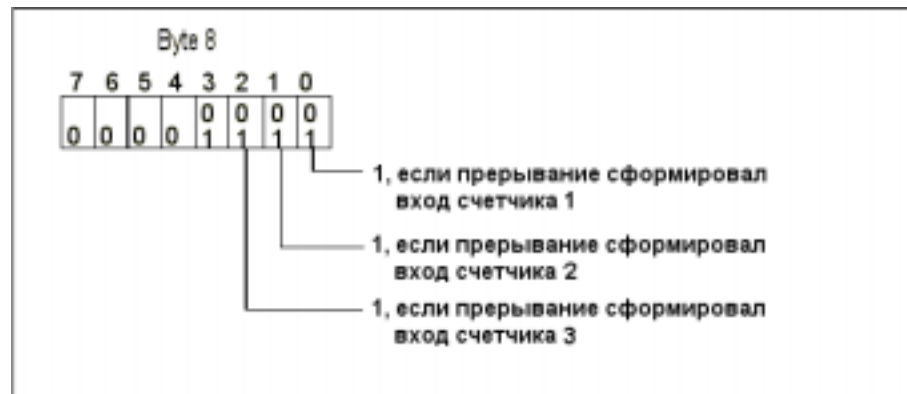 Byte 8
7 6 5 4 3 2 1 0
0 0 0 0
0 0 0 0 1 1 1 1
1, если прерывание сформировал
вход счетчика 1
1, если прерывание сформировал
вход счетчика 2
1, если прерывание сформировал
вход счетчика 3